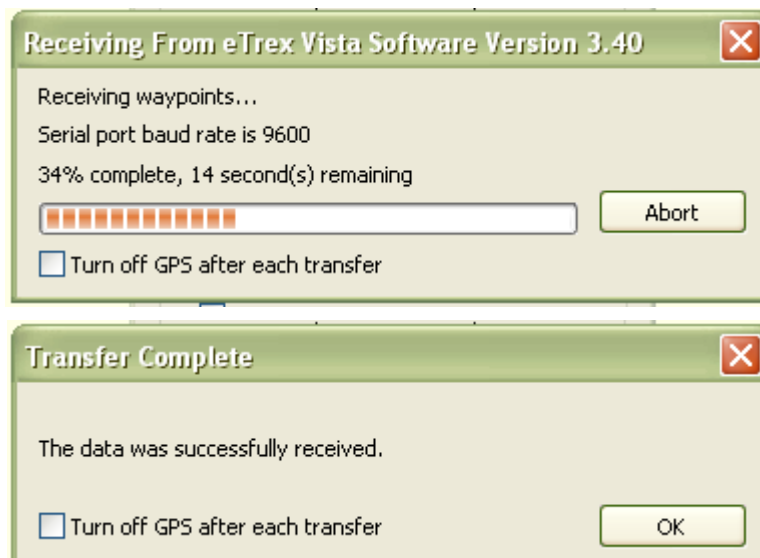 Receiving From eTrex Vista Software Version 3.40
Receiving waypoints...
Serial port baud rate is 9600
34% complete, 14 second(s) remaining
Abort
Turn off GPS after each transfer
Transfer Complete
The data was successfully received.
Turn off GPS after each transfer
OK